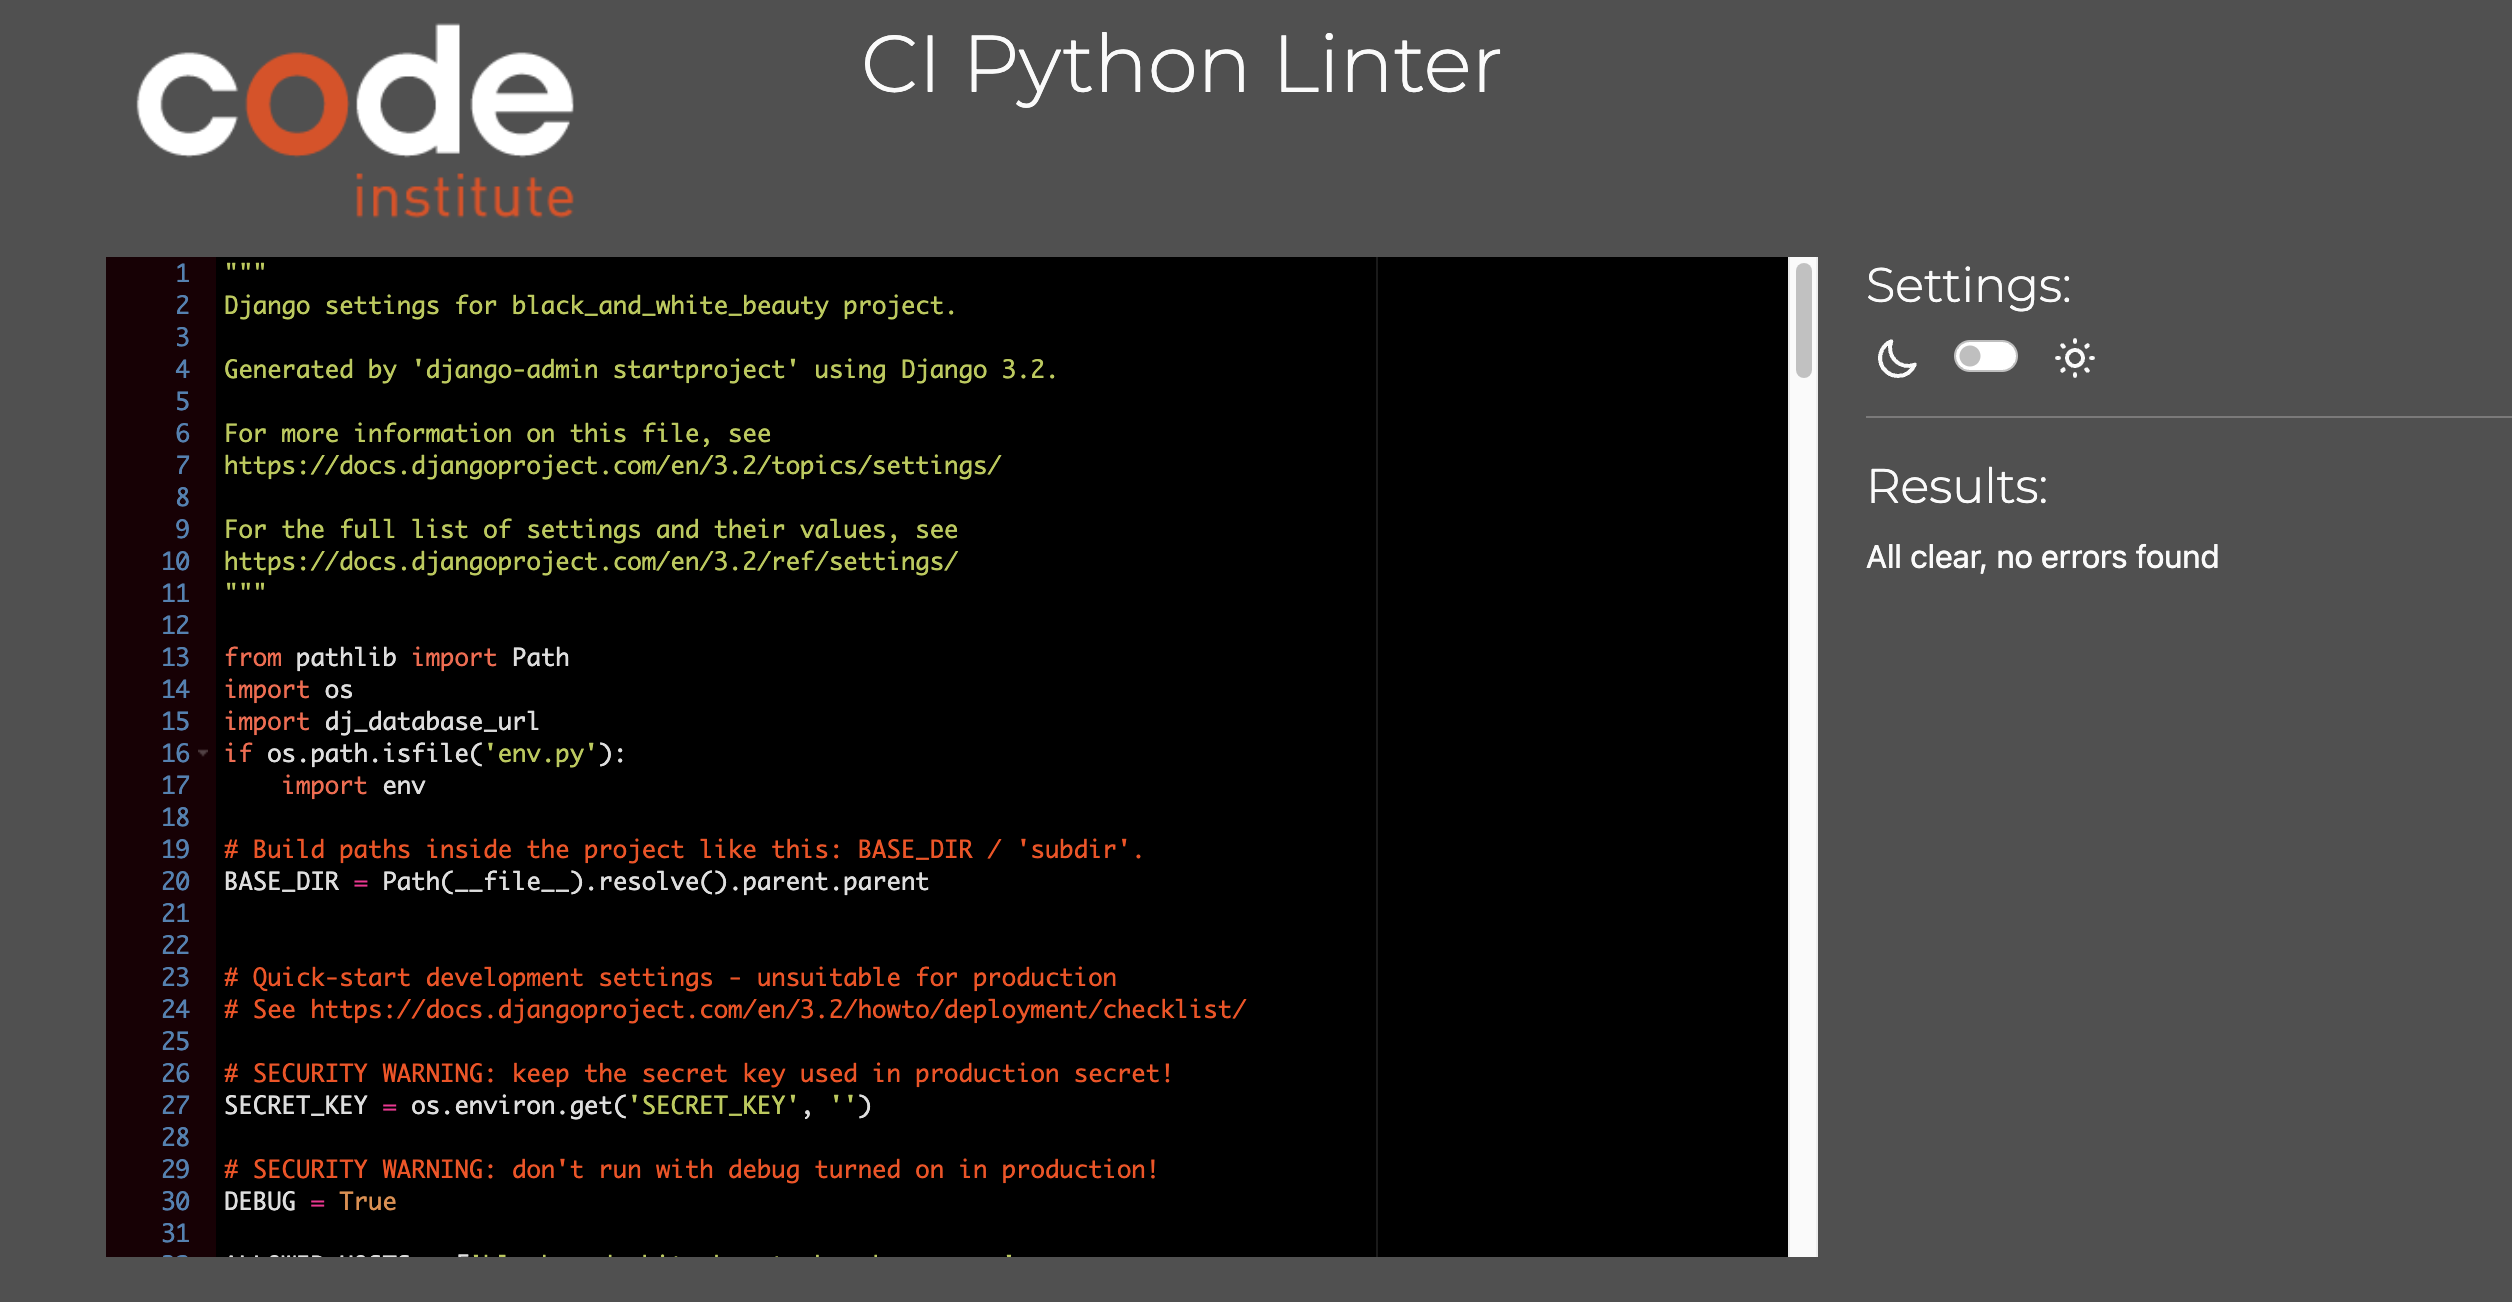 code
institute
CI Python Linter
1 """
2 Django settings for black_and_white_beauty project.
3
4 Generated by 'django-admin startproject' using Django 3.2.
5
6 For more information on this file, see
7 https://docs.djangoproject.com/en/3.2/topics/settings/
8
9 For the full list of settings and their values, see
10 https://docs.djangoproject.com/en/3.2/ref/settings/
11 """
12
13 from pathlib import Path
14 import os
15 import dj_database_url
16 if os.path.isfile('env.py'):
17     import env
18
19 # Build paths inside the project like this: BASE_DIR / 'subdir'.
20 BASE_DIR = Path(__file__).resolve().parent.parent
21
22
23 # Quick-start development settings - unsuitable for production
24 # See https://docs.djangoproject.com/en/3.2/howto/deployment/checklist/
25
26 # SECURITY WARNING: keep the secret key used in production secret!
27 SECRET_KEY = os.environ.get('SECRET_KEY', '')
28
29 # SECURITY WARNING: don't run with debug turned on in production!
30 DEBUG = True
31
Settings:
Results:
All clear, no errors found